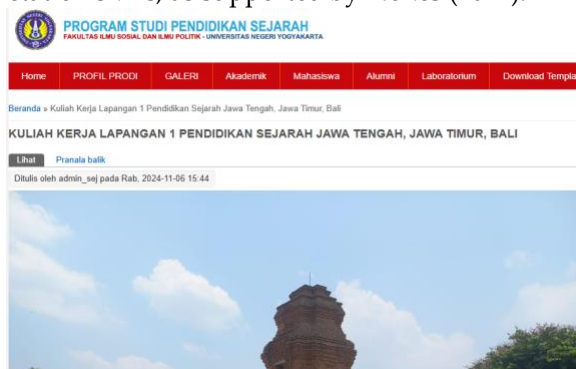 PROGRAM STUDI PENDIDIKAN SEJARAH
FAKULTAS ILMU SOSIAL DAN ILMU POLITIK - UNIVERSITAS NEGERI YOGYAKARTA
Home PROFIL PRODI GALERI Akademik Mahasiswa Alumni Laboratorium Download Templa
Beranda » Kuliah Kerja Lapangan 1 Pendidikan Sejarah Jawa Tengah, Jawa Timur, Bali
KULIAH KERJA LAPANGAN 1 PENDIDIKAN SEJARAH JAWA TENGAH, JAWA TIMUR, BALI
Lihat Pranala balik
Ditulis oleh admin_sej pada Rab, 2024-11-06 15:44